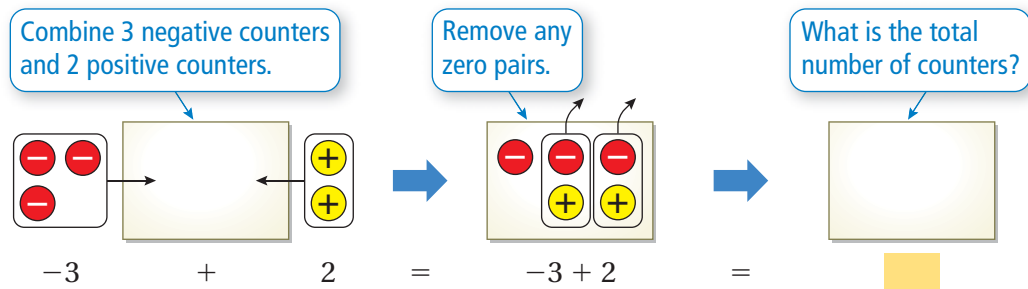 Combine 3 negative counters
and 2 positive counters.
Remove any
zero pairs.
What is the total
number of counters?
− −
−
+
+
− − −
+ +
−3 + 2 = −3 + 2 =